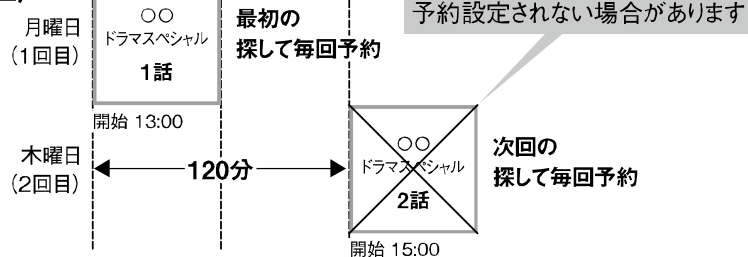 予約設定されない場合があります
月曜日
(1回目)
○○
ドラマスペシャル
1話
最初の
探して毎回予約
開始 13:00
木曜日
(2回目)
120分
○○
ドラマスペシャル
2話
次回の
探して毎回予約
開始 15:00